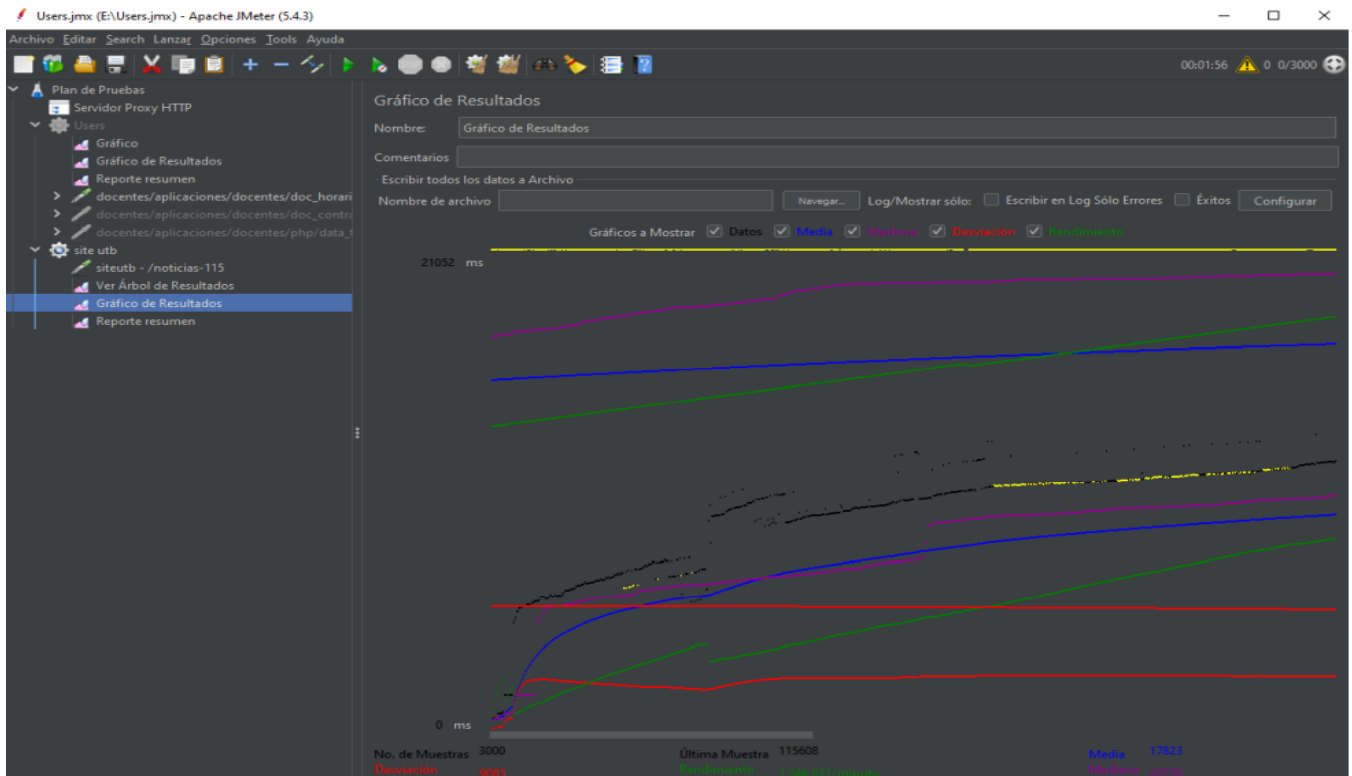 Users.jmx (E:\Users.jmx) - Apache JMeter (5.4.3)
Archivo Editar Search Lanzar Opciones Tools Ayuda
00:01:56 0 0/3000
Plan de Pruebas
Servidor Proxy HTTP
Users
Gráfico
Gráfico de Resultados
Reporte resumen
docentes/aplicaciones/docentes/doc_horari
docentes/aplicaciones/docentes/doc_contra
docentes/aplicaciones/docentes/php/data_t
site utb
siteutb - /noticias-115
Ver Árbol de Resultados
Gráfico de Resultados
Reporte resumen
Gráfico de Resultados
Nombre: Gráfico de Resultados
Comentarios
Escribir todos los datos a Archivo
Nombre de archivo Navegar... Log/Mostrar sólo: Escribir en Log Sólo Errores Éxitos Configurar
Gráficos a Mostrar Datos Media Mediana Desviación Rendimiento
21052 ms
0 ms
No. de Muestras 3000 Última Muestra 115608 Media 17823
Desviación 9085 Rendimiento